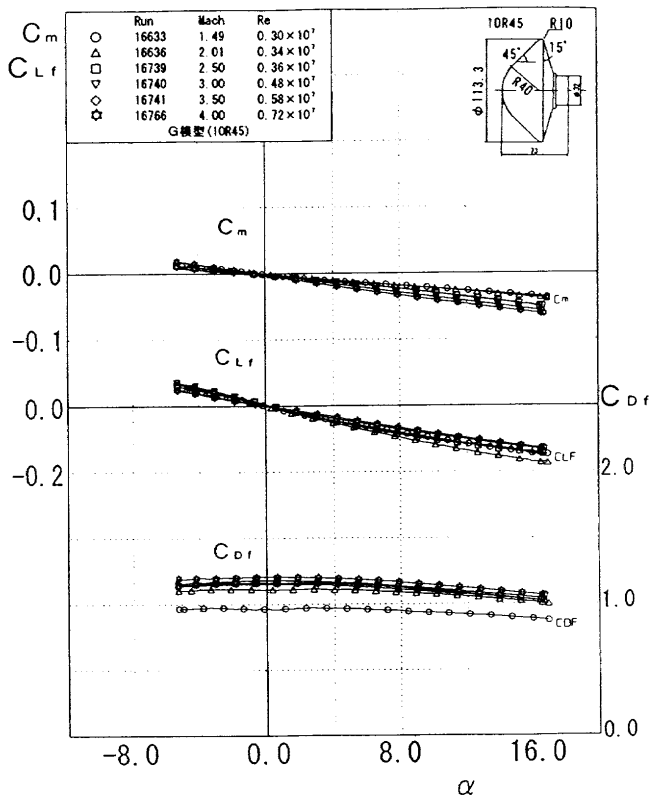 Cm
CLf
Run Mach Re
16633 1.49 0.30×10⁷
16636 2.01 0.34×10⁷
16739 2.50 0.36×10⁷
16740 3.00 0.48×10⁷
16741 3.50 0.58×10⁷
16766 4.00 0.72×10⁷
G模型(10R45)
10R45 R10
45° 15°
R40
φ113.3
73
0.1
Cm
0.0
Cm
-0.1
CLf
0.0
CDf
CLF
-0.2 2.0
CDf
1.0
CDF
0.0
-8.0 0.0 8.0 16.0
α